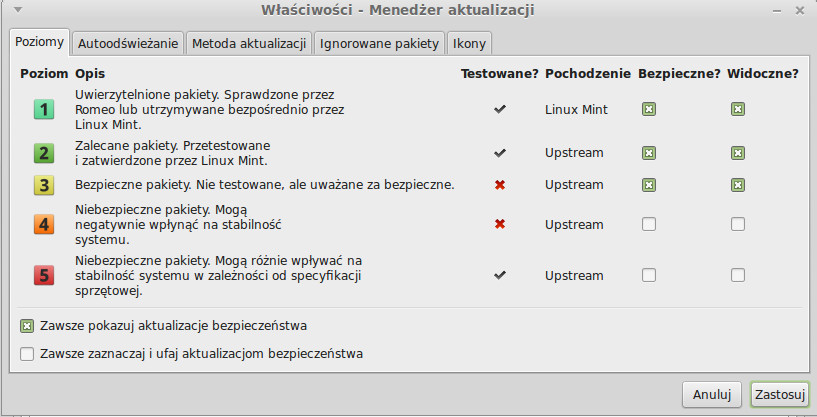 Właściwości - Menedżer aktualizacji
Poziomy Autoodświeżanie Metoda aktualizacji Ignorowane pakiety Ikony
Poziom Opis Testowane? Pochodzenie Bezpieczne? Widoczne?
Uwierzytelnione pakiety. Sprawdzone przez
1 Romeo lub utrzymywane bezpośrednio przez Linux Mint
Linux Mint.
Zalecane pakiety. Przetestowane
2 i zatwierdzone przez Linux Mint. Upstream
3 Bezpieczne pakiety. Nie testowane, ale uważane za bezpieczne. Upstream
Niebezpieczne pakiety. Mogą
4 negatywnie wpłynąć na stabilność Upstream
systemu.
Niebezpieczne pakiety. Mogą różnie wpływać na
5 stabilność systemu w zależności od specyfikacji Upstream
sprzętowej.
Zawsze pokazuj aktualizacje bezpieczeństwa
Zawsze zaznaczaj i ufaj aktualizacjom bezpieczeństwa
Anuluj Zastosuj